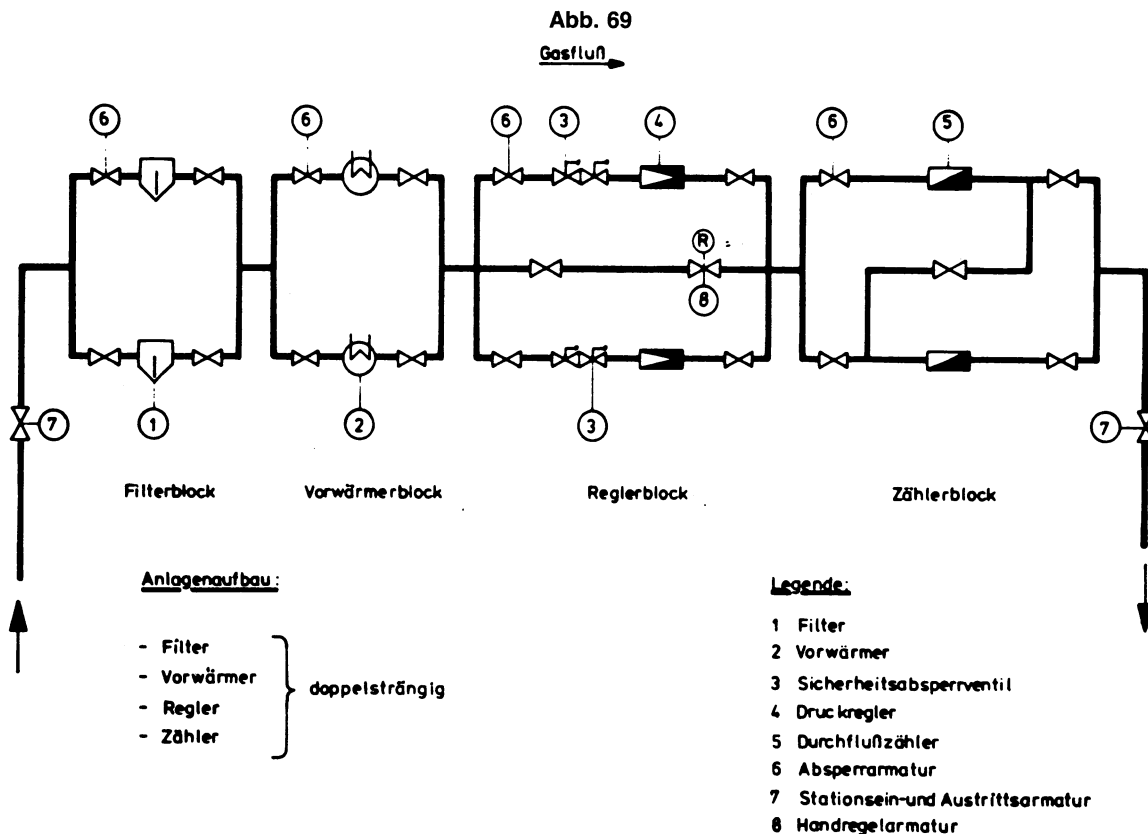 Abb. 69
Gasfluß
6 6 6 3 4 6 5
R
8
7 1 2 3 7
Filterblock Vorwärmerblock Reglerblock Zählerblock
Anlagenaufbau:
- Filter
- Vorwärmer
- Regler
- Zähler
doppelsträngig
Legende:
1 Filter
2 Vorwärmer
3 Sicherheitsabsperrventil
4 Druckregler
5 Durchflußzähler
6 Absperrarmatur
7 Stationsein-und Austrittsarmatur
8 Handregelarmatur